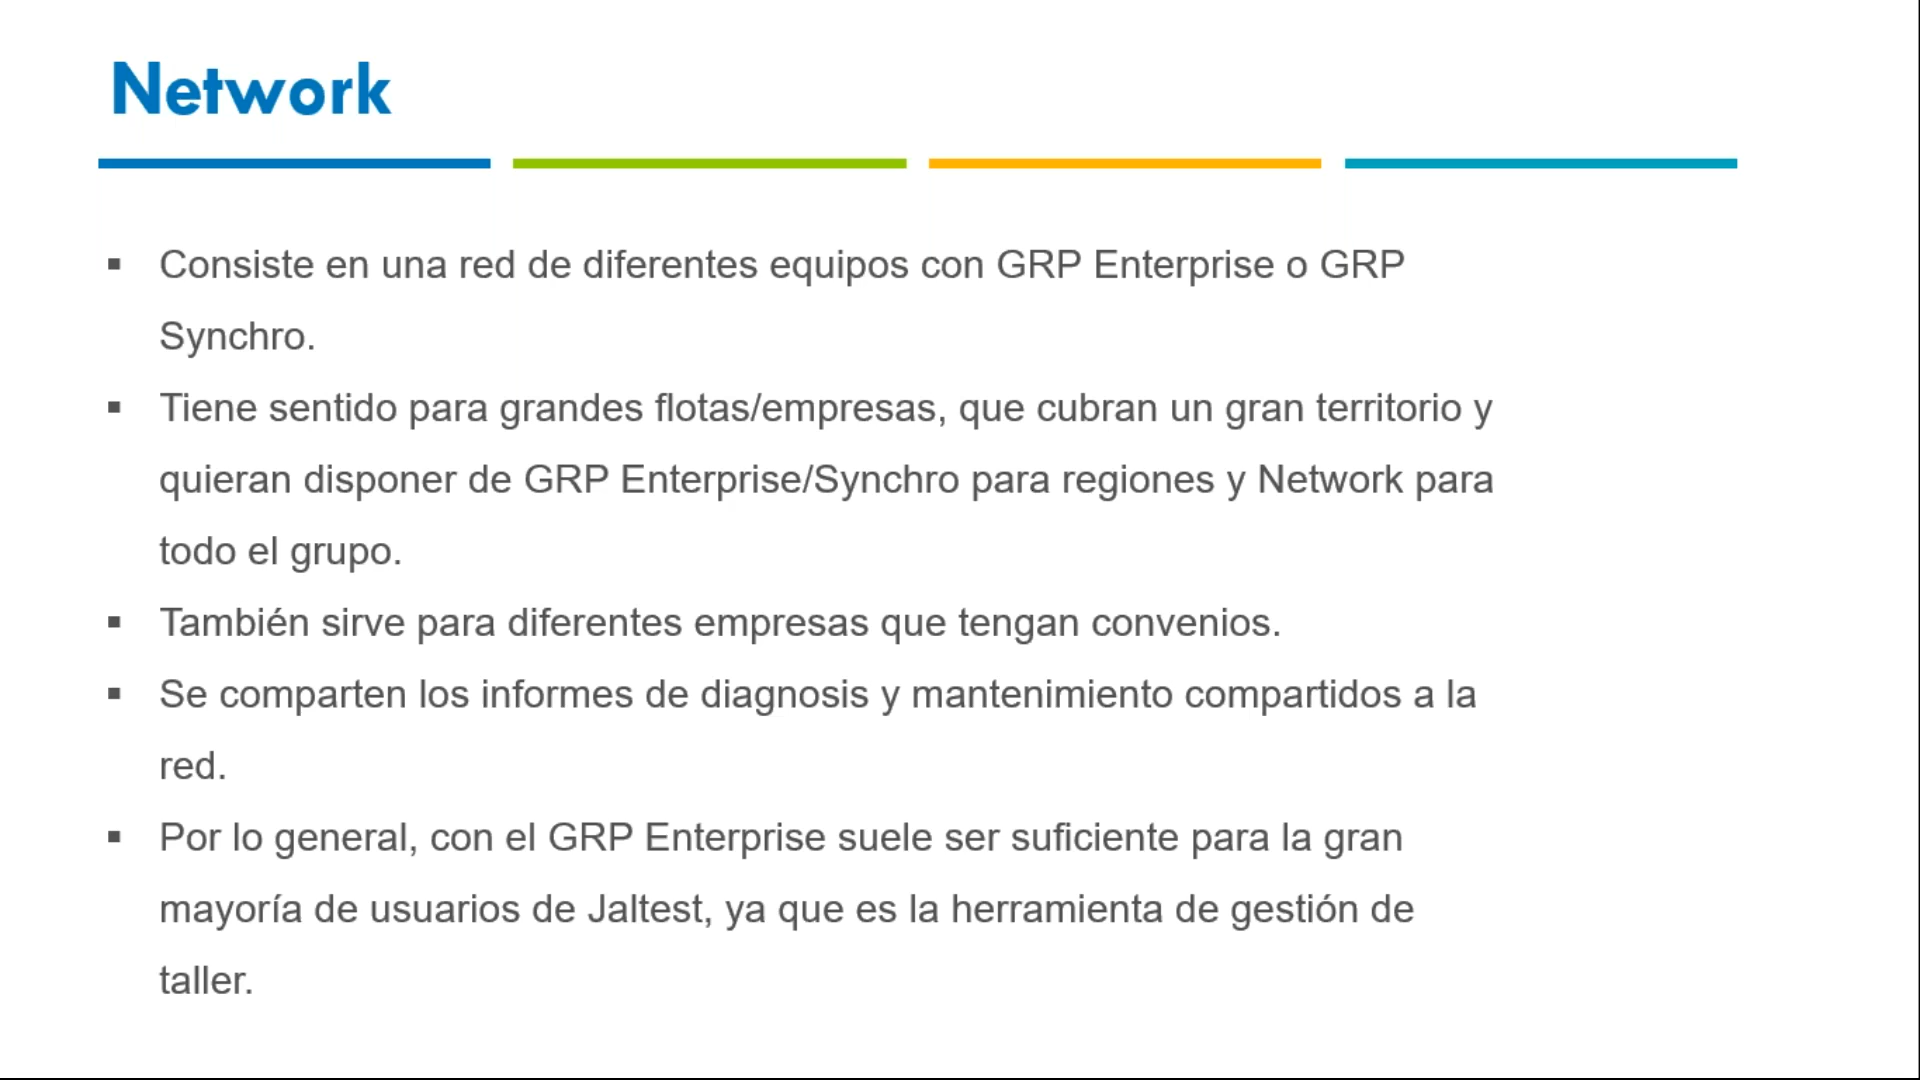 Network
▪ Consiste en una red de diferentes equipos con GRP Enterprise o GRP
Synchro.
▪ Tiene sentido para grandes flotas/empresas, que cubran un gran territorio y
quieran disponer de GRP Enterprise/Synchro para regiones y Network para
todo el grupo.
▪ También sirve para diferentes empresas que tengan convenios.
▪ Se comparten los informes de diagnosis y mantenimiento compartidos a la
red.
▪ Por lo general, con el GRP Enterprise suele ser suficiente para la gran
mayoría de usuarios de Jaltest, ya que es la herramienta de gestión de
taller.